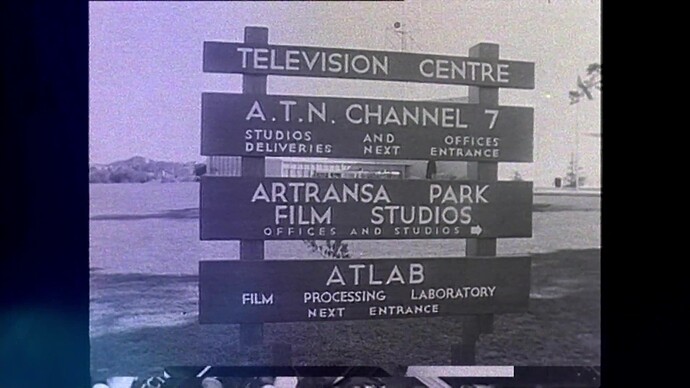 TELEVISION CENTRE
A.T.N. CHANNEL 7
STUDIOS AND OFFICES
DELIVERIES NEXT ENTRANCE
ARTRANSA PARK
FILM STUDIOS
OFFICES AND STUDIOS
ATLAB
FILM PROCESSING LABORATORY
NEXT ENTRANCE